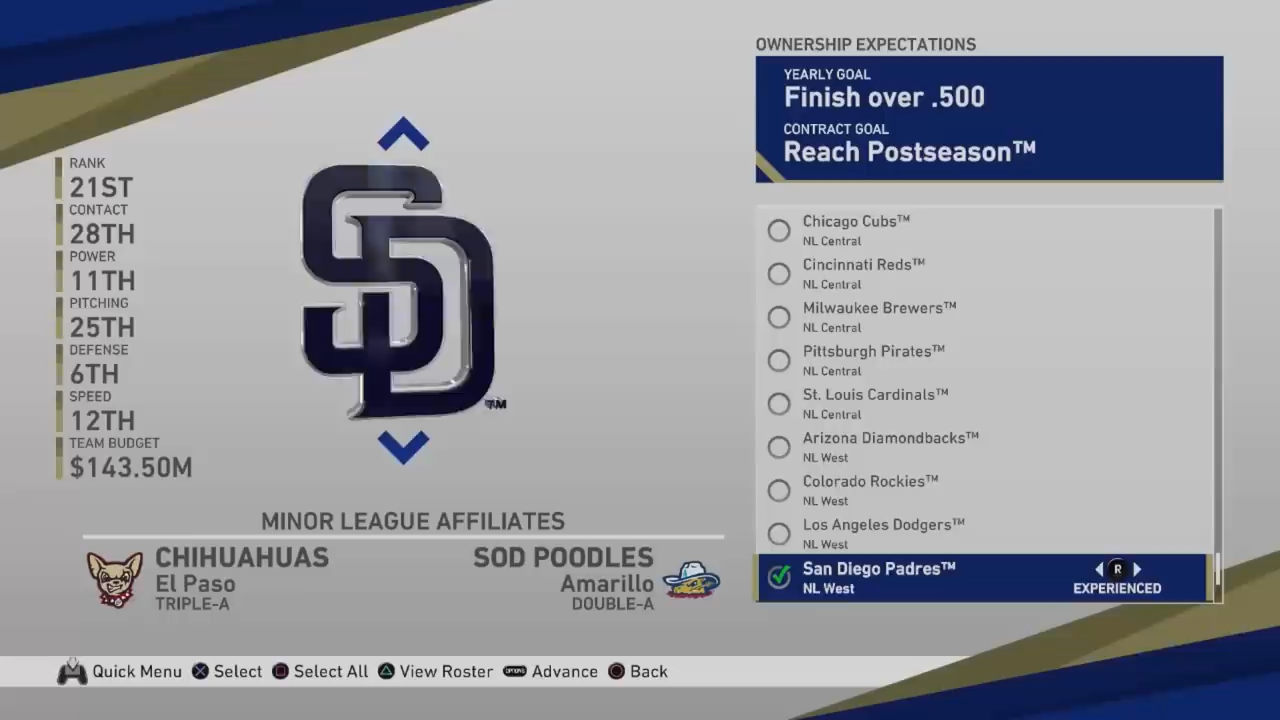 OWNERSHIP EXPECTATIONS
YEARLY GOAL
Finish over .500
CONTRACT GOAL
Reach Postseason™
RANK
21ST
CONTACT
28TH
POWER
11TH
PITCHING
25TH
DEFENSE
6TH
SPEED
12TH
TEAM BUDGET
$143.50M
SD
TM
MINOR LEAGUE AFFILIATES
CHIHUAHUAS
El Paso
TRIPLE-A
SOD POODLES
Amarillo
DOUBLE-A
Chicago Cubs™
NL Central
Cincinnati Reds™
NL Central
Milwaukee Brewers™
NL Central
Pittsburgh Pirates™
NL Central
St. Louis Cardinals™
NL Central
Arizona Diamondbacks™
NL West
Colorado Rockies™
NL West
Los Angeles Dodgers™
NL West
San Diego Padres™
NL West
R
EXPERIENCED
Quick Menu Select Select All View Roster OPTIONS Advance Back